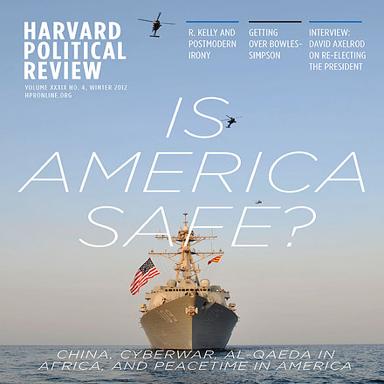 HARVARD
POLITICAL
REVIEW
VOLUME XXXIX NO. 4, WINTER 2012
HPRONLINE.ORG
R. KELLY AND
POSTMODERN
IRONY
GETTING
OVER BOWLES-
SIMPSON
INTERVIEW:
DAVID AXELROD
ON RE-ELECTING
THE PRESIDENT
IS
AMERICA
SAFE?
CHINA, CYBERWAR, AL-QAEDA IN
AFRICA, AND PEACETIME IN AMERICA